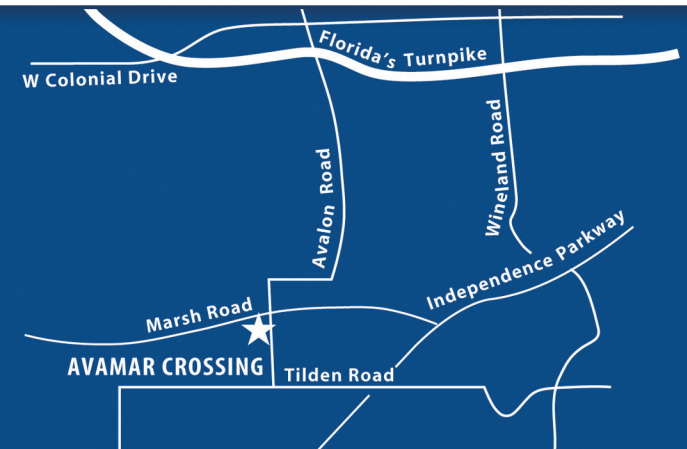 Florida's Turnpike
W Colonial Drive
Avalon Road
Wineland Road
Independence Parkway
Marsh Road
AVAMAR CROSSING
Tilden Road